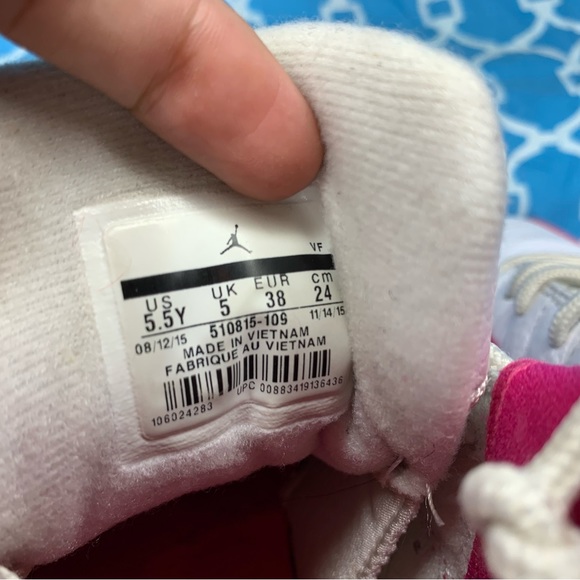 VF
US UK EUR cm
5.5Y 5 38 24
510815-109
08/12/15 11/14/15
MADE IN VIETNAM
FABRIQUE AU VIETNAM
UPC 00883419136436
106024283